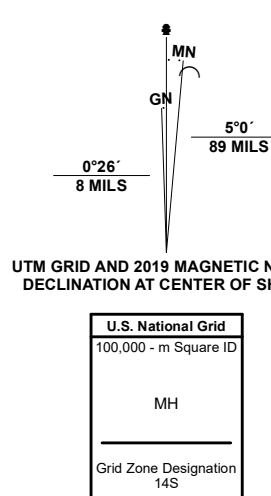 MN
GN
5°0´
89 MILS
0°26´
8 MILS
UTM GRID AND 2019 MAGNETIC N
DECLINATION AT CENTER OF SH
U.S. National Grid
100,000 - m Square ID
MH
Grid Zone Designation
14S